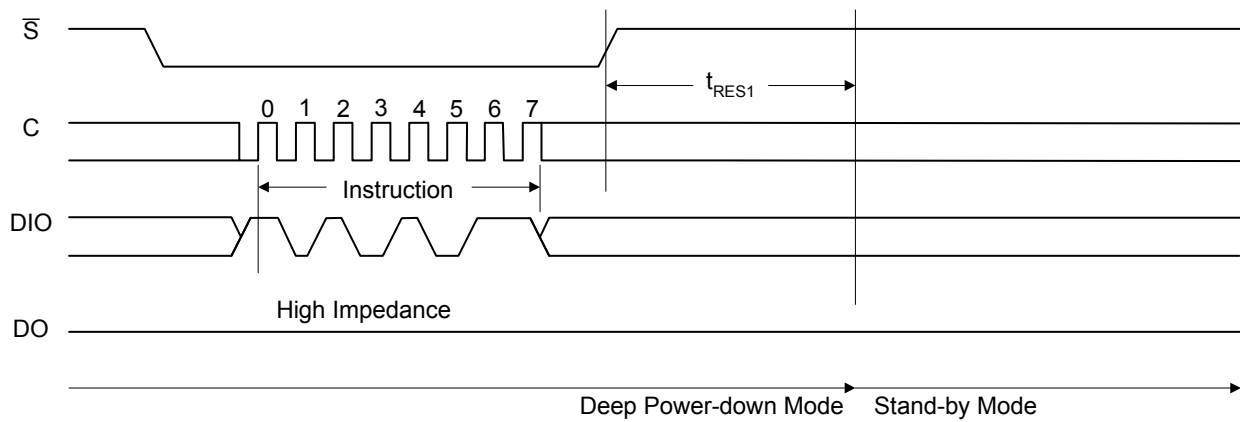 S̅
t_RES1
C
0 1 2 3 4 5 6 7
Instruction
DIO
High Impedance
DO
Deep Power-down Mode Stand-by Mode